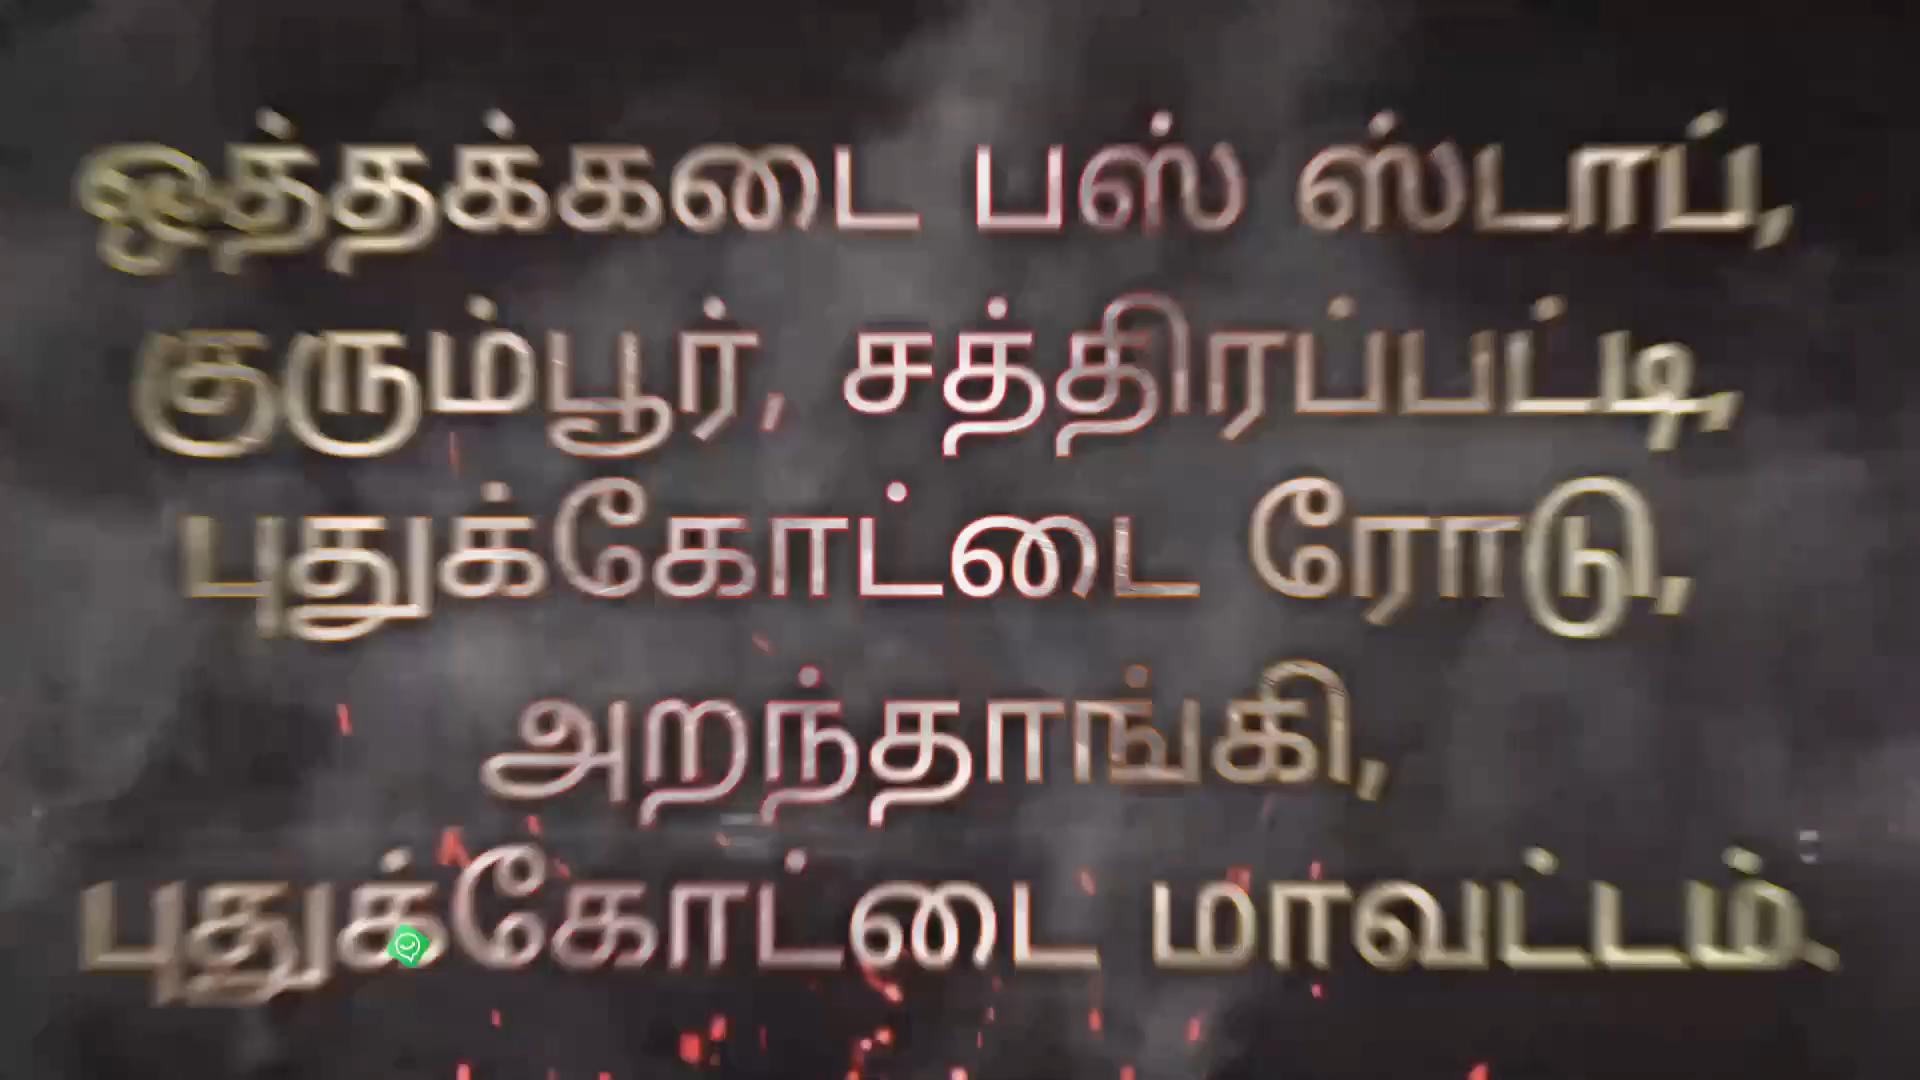 ஒத்தக்கடை பஸ் ஸ்டாப்,
குரும்பூர், சத்திரப்பட்டி,
புதுக்கோட்டை ரோடு,
அறந்தாங்கி,
புதுக்கோட்டை மாவட்டம்.